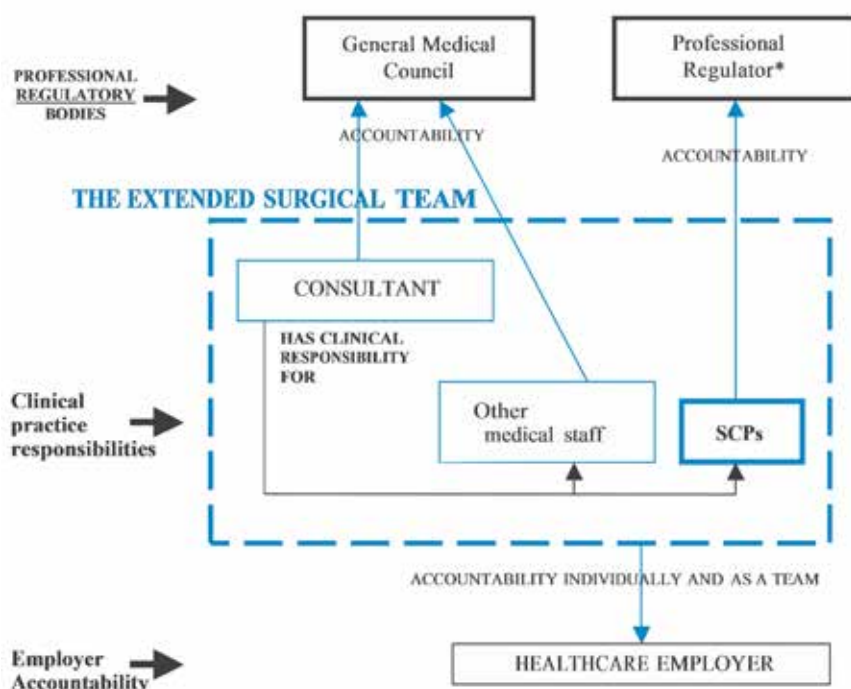 General Medical
Council
Professional
Regulator*
PROFESSIONAL
REGULATORY
BODIES
ACCOUNTABILITY
ACCOUNTABILITY
THE EXTENDED SURGICAL TEAM
CONSULTANT
HAS CLINICAL
RESPONSIBILITY
FOR
Clinical
practice
responsibilities
Other
medical staff
SCPs
ACCOUNTABILITY INDIVIDUALLY AND AS A TEAM
Employer
Accountability
HEALTHCARE EMPLOYER